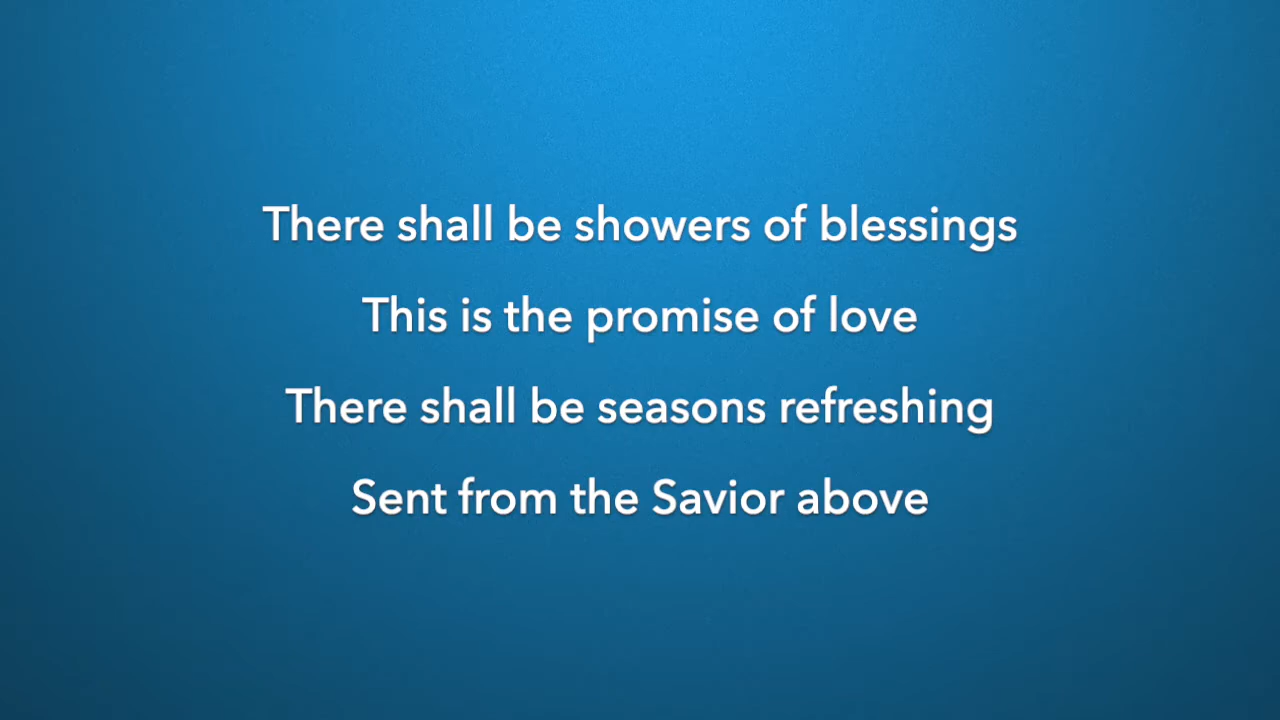 There shall be showers of blessings
This is the promise of love
There shall be seasons refreshing
Sent from the Savior above